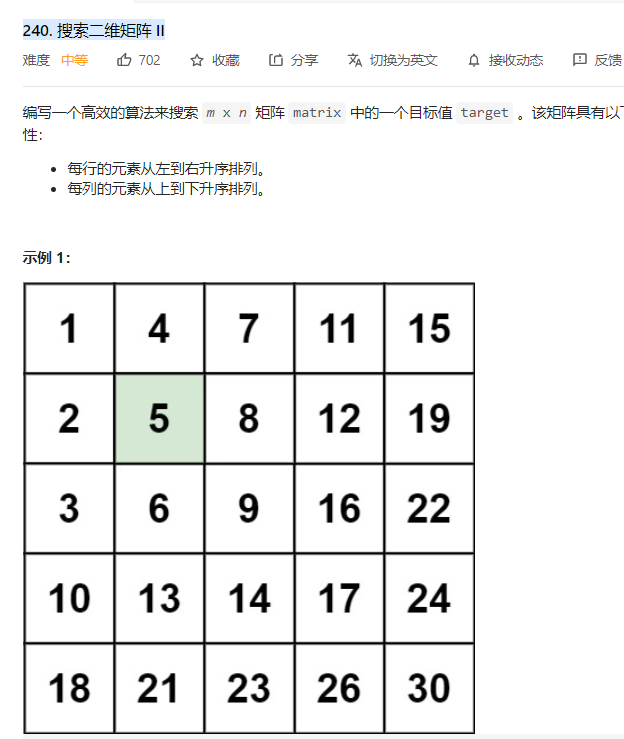 240. 搜索二维矩阵 II
难度 中等 702 收藏 分享 切换为英文 接收动态 反馈
编写一个高效的算法来搜索 m x n 矩阵 matrix 中的一个目标值 target 。该矩阵具有以
性：
每行的元素从左到右升序排列。
每列的元素从上到下升序排列。
示例 1：
1 4 7 11 15
2 5 8 12 19
3 6 9 16 22
10 13 14 17 24
18 21 23 26 30